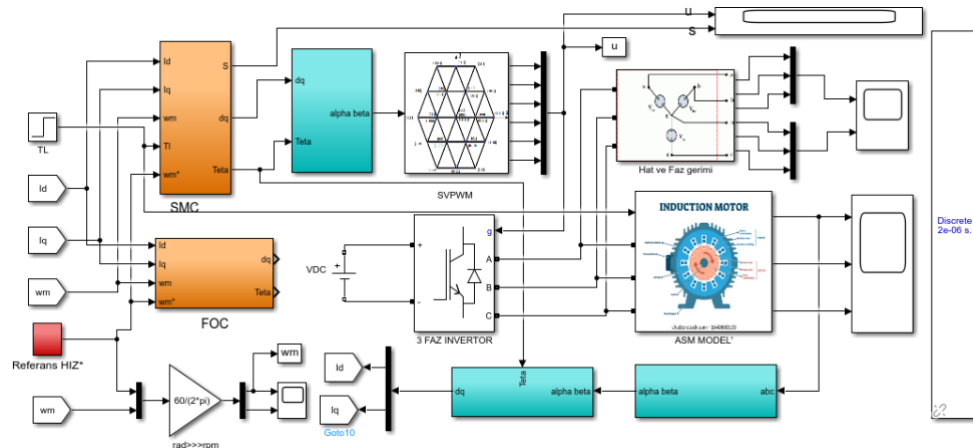 u
s
Id
Iq
wm
Tl
wm*
S
dq
Teta
SMC
dq
Teta
alpha beta
SVPWM
u
Hat ve Faz gerimi
TL
Id
Iq
wm
Referans HIZ*
Id
Iq
wm
wm*
dq
Teta
FOC
VDC
+
+
−
g
A
B
C
3 FAZ INVERTOR
INDUCTION MOTOR
ASM MODEL'
Discrete
2e-06 s.
wm
60/(2*pi)
rad>>>rpm
wm
Id
Iq
Goto10
Teta
dq
alpha beta
alpha beta
abc